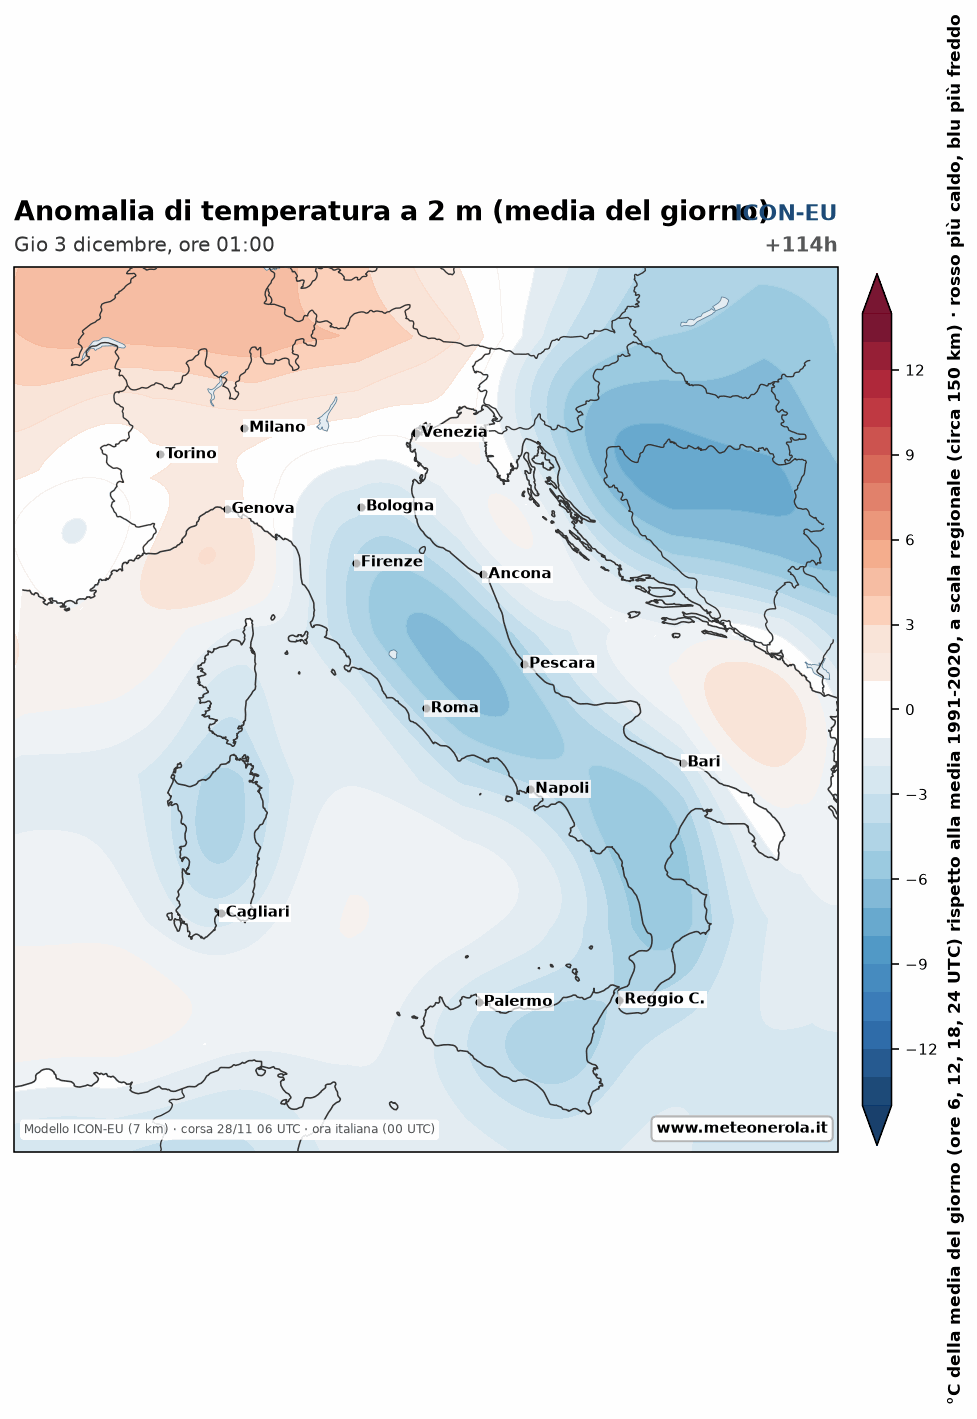 Anomalia di temperatura a 2 m (media del giorno)
ICON-EU
Gio 3 dicembre, ore 01:00
+114h
Milano
Venezia
Torino
Bologna
Genova
Firenze
Ancona
Pescara
Roma
Bari
Napoli
Cagliari
Palermo
Reggio C.
Modello ICON-EU (7 km) · corsa 28/11 06 UTC · ora italiana (00 UTC)
www.meteonerola.it
12
9
6
3
0
−3
−6
−9
−12
°C della media del giorno (ore 6, 12, 18, 24 UTC) rispetto alla media 1991-2020, a scala regionale (circa 150 km) · rosso più caldo, blu più freddo